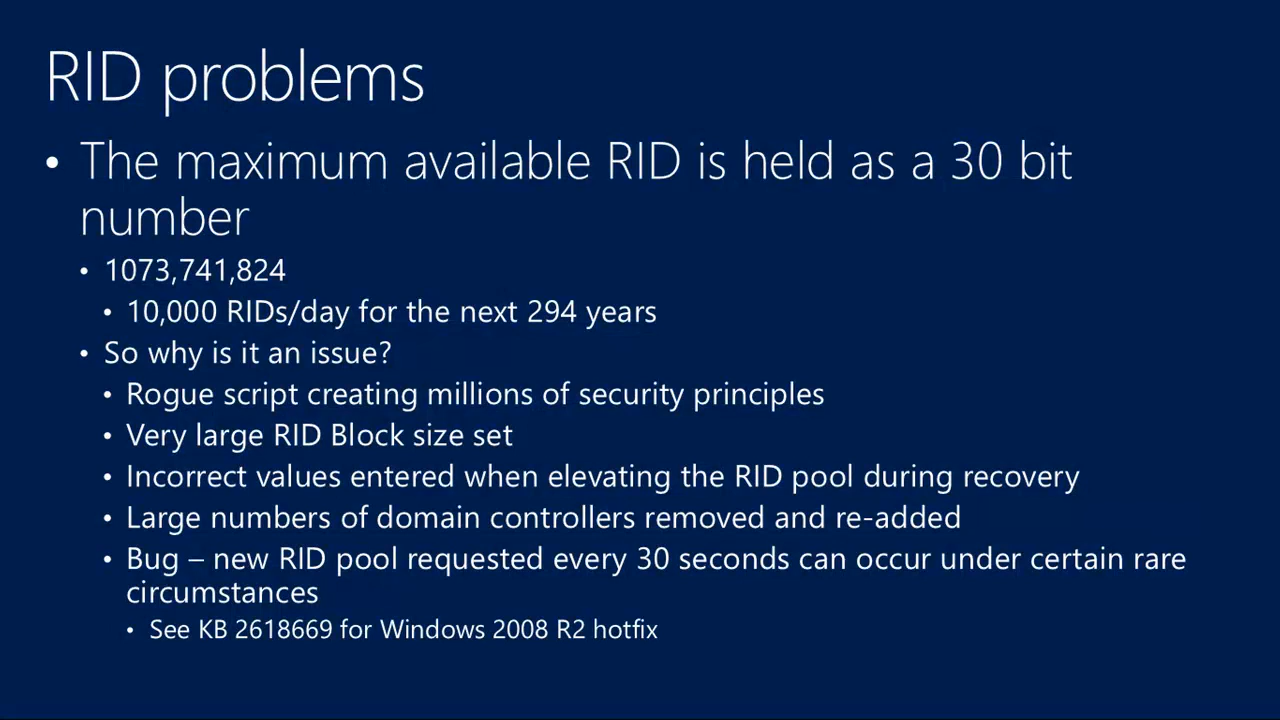 RID problems
• The maximum available RID is held as a 30 bit
number
• 1073,741,824
• 10,000 RIDs/day for the next 294 years
• So why is it an issue?
• Rogue script creating millions of security principles
• Very large RID Block size set
• Incorrect values entered when elevating the RID pool during recovery
• Large numbers of domain controllers removed and re-added
• Bug – new RID pool requested every 30 seconds can occur under certain rare
circumstances
• See KB 2618669 for Windows 2008 R2 hotfix